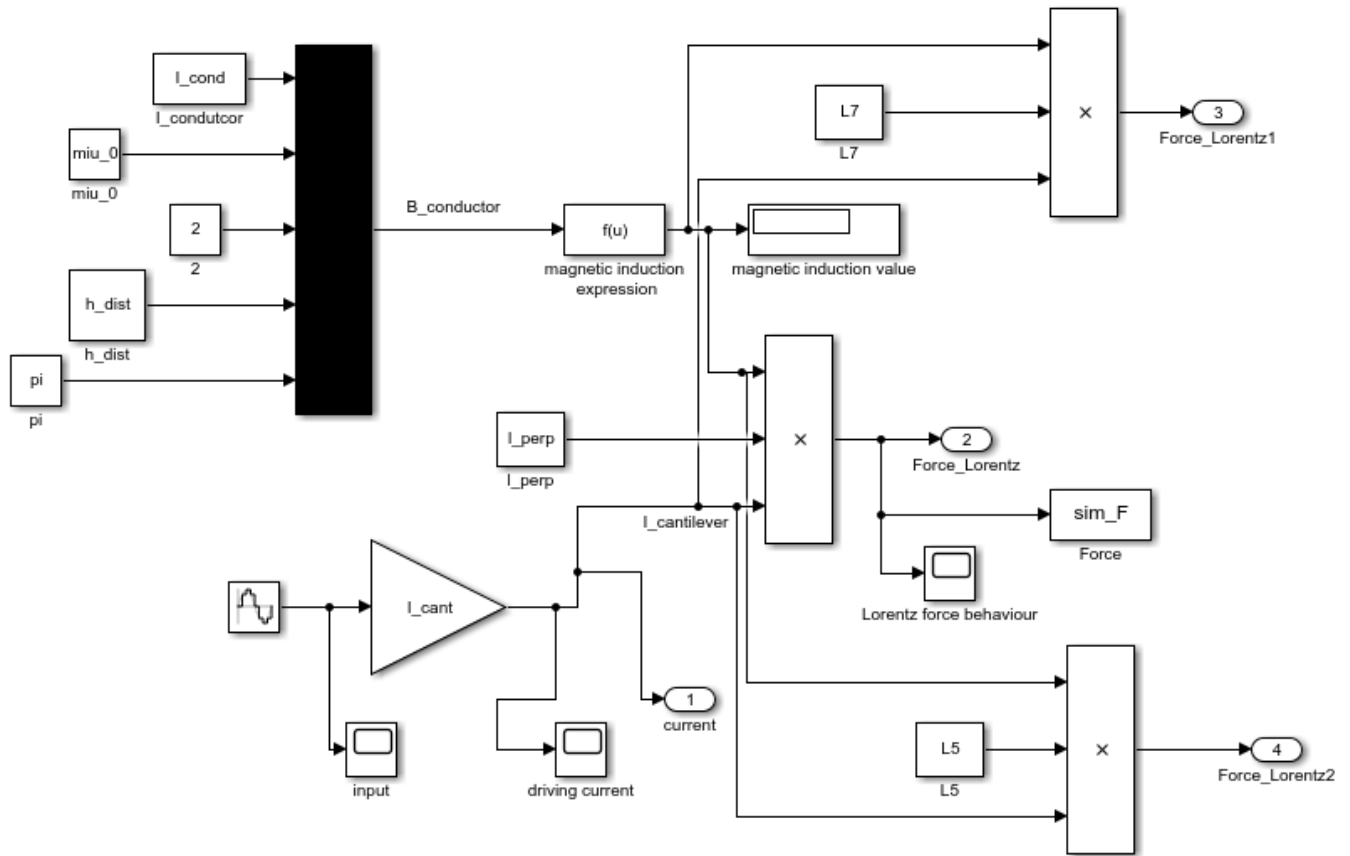 I_cond
I_condutcor
miu_0
miu_0
2
2
h_dist
h_dist
pi
pi
B_conductor
f(u)
magnetic induction
expression
L7
L7
×
3
Force_Lorentz1
magnetic induction value
l_perp
l_perp
×
2
Force_Lorentz
I_cantilever
sim_F
Force
Lorentz force behaviour
I_cant
input
driving current
1
current
L5
L5
×
4
Force_Lorentz2